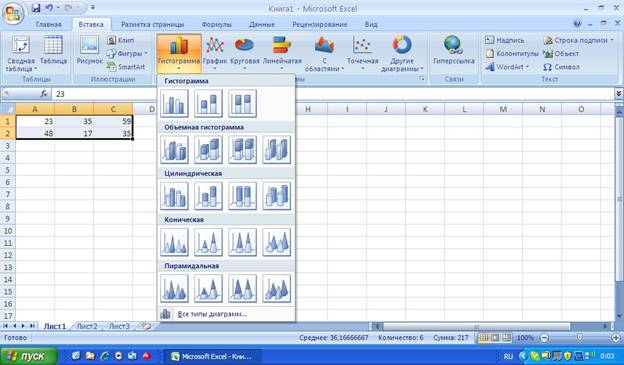 Книга1 - Microsoft Excel
Главная Вставка Разметка страницы Формулы Данные Рецензирование Вид
Сводная таблица Таблица Рисунок Клип Фигуры SmartArt Гистограмма График Круговая Линейчатая С областями Точечная Другие диаграммы Гиперссылка Надпись Колонтитулы WordArt Строка подписи Объект Символ
Таблицы Иллюстрации Связи Текст
A1 fx 23
Гистограмма
Объемная гистограмма
Цилиндрическая
Коническая
Пирамидальная
Все типы диаграмм...
A B C D H I J K L M
1 23 35 59
2 48 17 35
3
4
5
6
7
8
9
10
11
12
13
14
15
16
17
Лист1 Лист2 Лист3
Готово Среднее: 36,16666667 Количество: 6 Сумма: 217 100%
пуск Microsoft Excel - Кни... RU 0:03